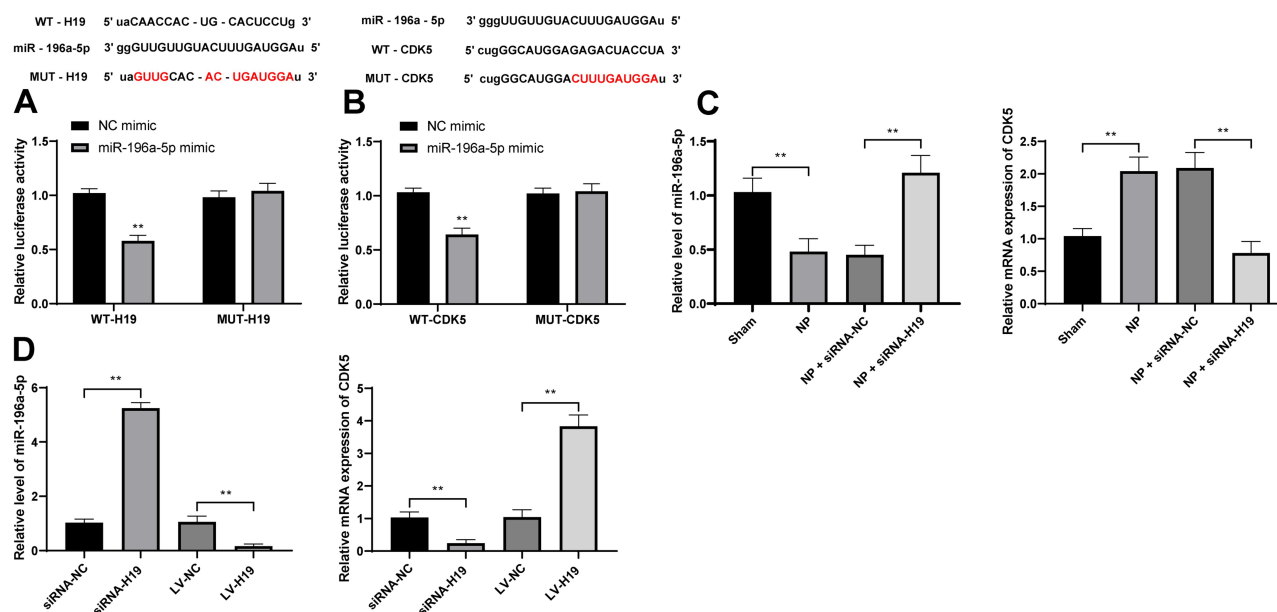 WT - H19 5' uaCAACCAC - UG - CACUCCUg 3'
miR - 196a-5p 3' ggGUUGUUGUACUUUGAUGGAu 5'
MUT - H19 5' uaGUUGCAC - AC - UGAUGGAu 3'
miR - 196a - 5p 3' gggUUGUUGUACUUUGAUGGAu 5'
WT - CDK5 5' cugGGCAUGGAGAGACUACCUA 3'
MUT - CDK5 5' cugGGCAUGGACUUUGAUGGAu 3'
A
NC mimic
miR-196a-5p mimic
Relative luciferase activity
1.5
1.0
0.5
0.0
**
WT-H19
MUT-H19
B
NC mimic
miR-196a-5p mimic
Relative luciferase activity
1.5
1.0
0.5
0.0
**
WT-CDK5
MUT-CDK5
C
Relative level of miR-196a-5p
1.5
1.0
0.5
0.0
**
**
Sham
NP
NP + siRNA-NC
NP + siRNA-H19
Relative mRNA expression of CDK5
2.5
2.0
1.5
1.0
0.5
0.0
**
**
Sham
NP
NP + siRNA-NC
NP + siRNA-H19
D
Relative level of miR-196a-5p
6
4
2
0
**
**
siRNA-NC
siRNA-H19
LV-NC
LV-H19
Relative mRNA expression of CDK5
5
4
3
2
1
0
**
**
siRNA-NC
siRNA-H19
LV-NC
LV-H19